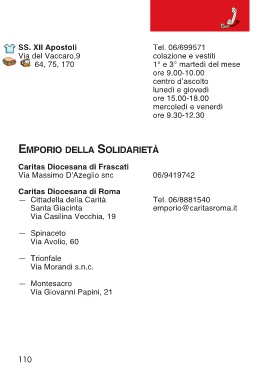 SS. XII Apostoli
Via del Vaccaro,9
64, 75, 170
Tel. 06/699571
colazione e vestiti
1° e 3° martedì del mese
ore 9.00-10.00
centro d'ascolto
lunedì e giovedì
ore 15.00-18.00
mercoledì e venerdì
ore 9.30-12.30
EMPORIO DELLA SOLIDARIETÀ
Caritas Diocesana di Frascati
Via Massimo D'Azeglio snc 06/9419742
Caritas Diocesana di Roma
— Cittadella della Carità Tel. 06/8881540
Santa Giacinta emporio@caritasroma.it
Via Casilina Vecchia, 19
— Spinaceto
Via Avolio, 60
— Trionfale
Via Morandi s.n.c.
— Montesacro
Via Giovanni Papini, 21
110